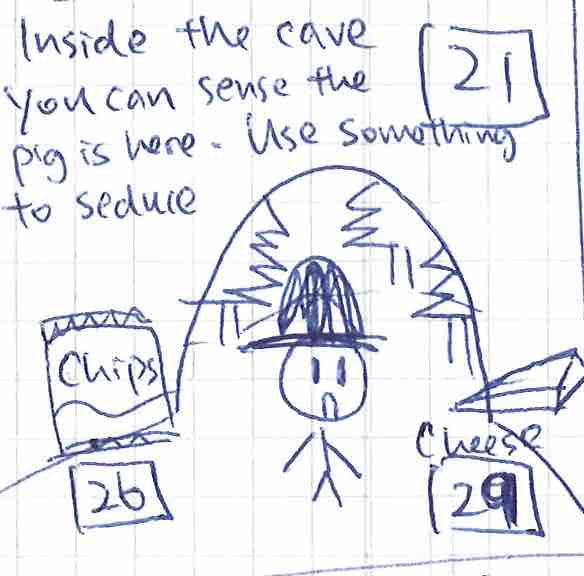 Inside the cave
21
you can sense the
pig is here. Use something
to seduce
Chips
Cheese
26
29